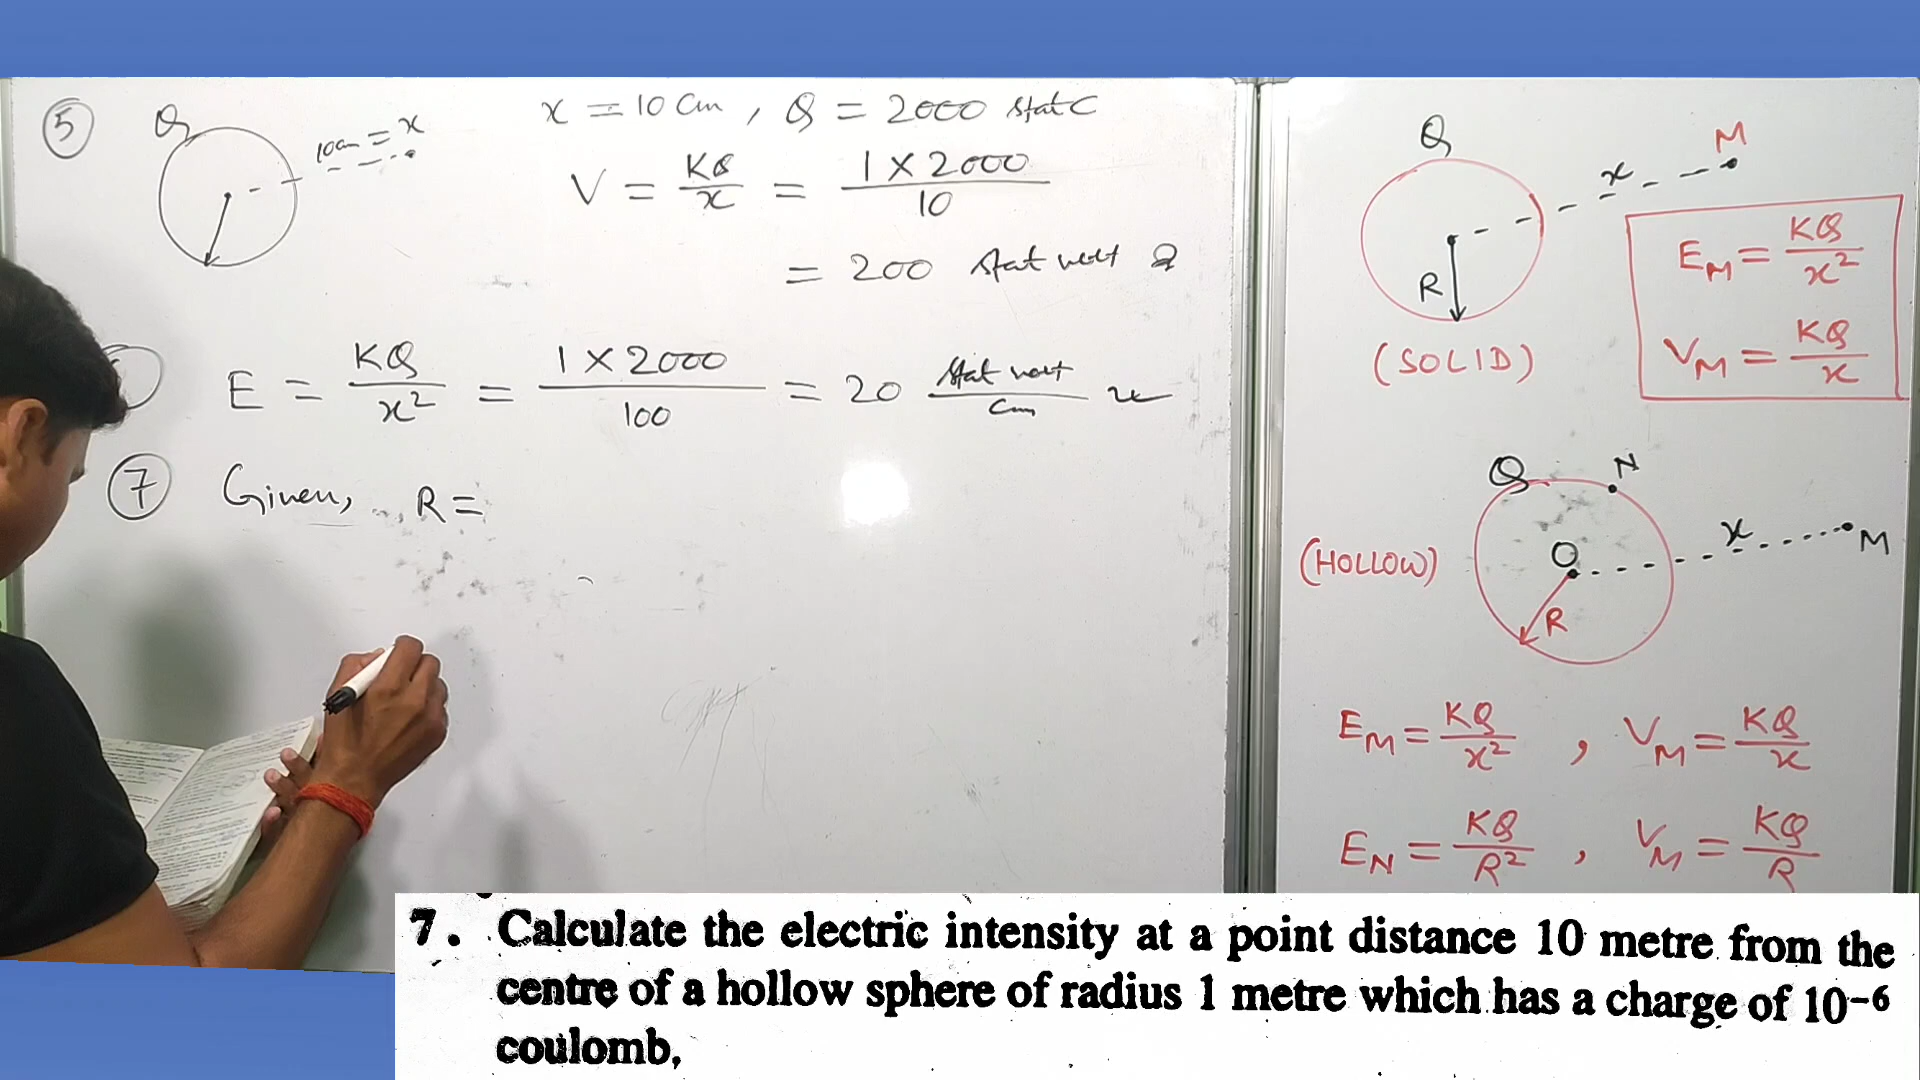 5
Q
10cm = x
x = 10 Cm , Q = 2000 stat C
V = KQ/x = 1 X 2000/10
= 200 stat volt
E = KQ/x² = 1 X 2000/100 = 20 stat volt/Cm
7 Given, R =
Q
M
x
R
(SOLID)
E_M = KQ/x²
V_M = KQ/x
Q
N
x
M
O
R
(HOLLOW)
E_M = KQ/x² , V_M = KQ/x
E_N = KQ/R² , V_M = KQ/R
7. Calculate the electric intensity at a point distance 10 metre from the
centre of a hollow sphere of radius 1 metre which has a charge of 10⁻⁶
coulomb,